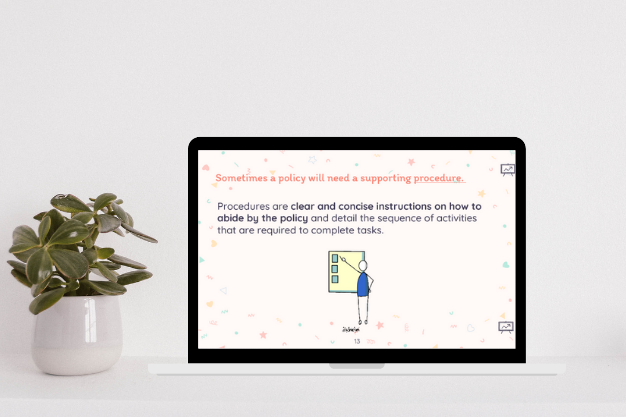 Sometimes a policy will need a supporting procedure.
Procedures are clear and concise instructions on how to
abide by the policy and detail the sequence of activities
that are required to complete tasks.
13